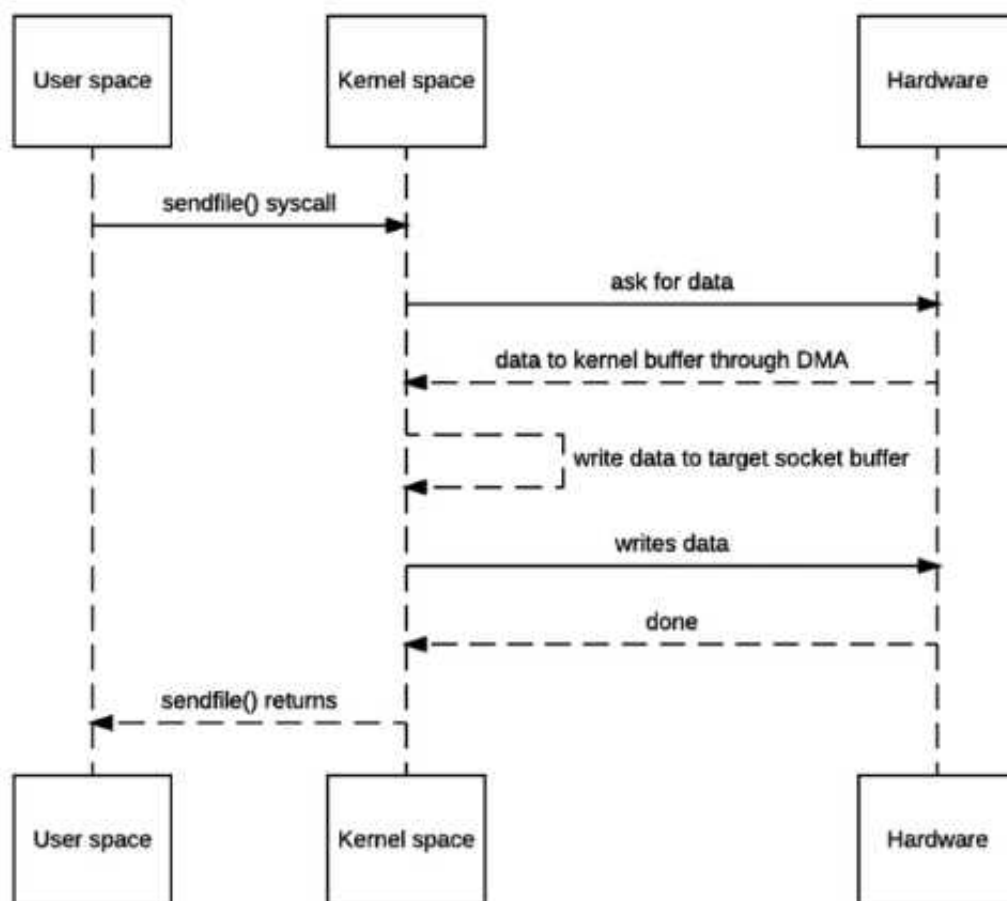 User space
Kernel space
Hardware
sendfile() syscall
ask for data
data to kernel buffer through DMA
write data to target socket buffer
writes data
done
sendfile() returns
User space
Kernel space
Hardware